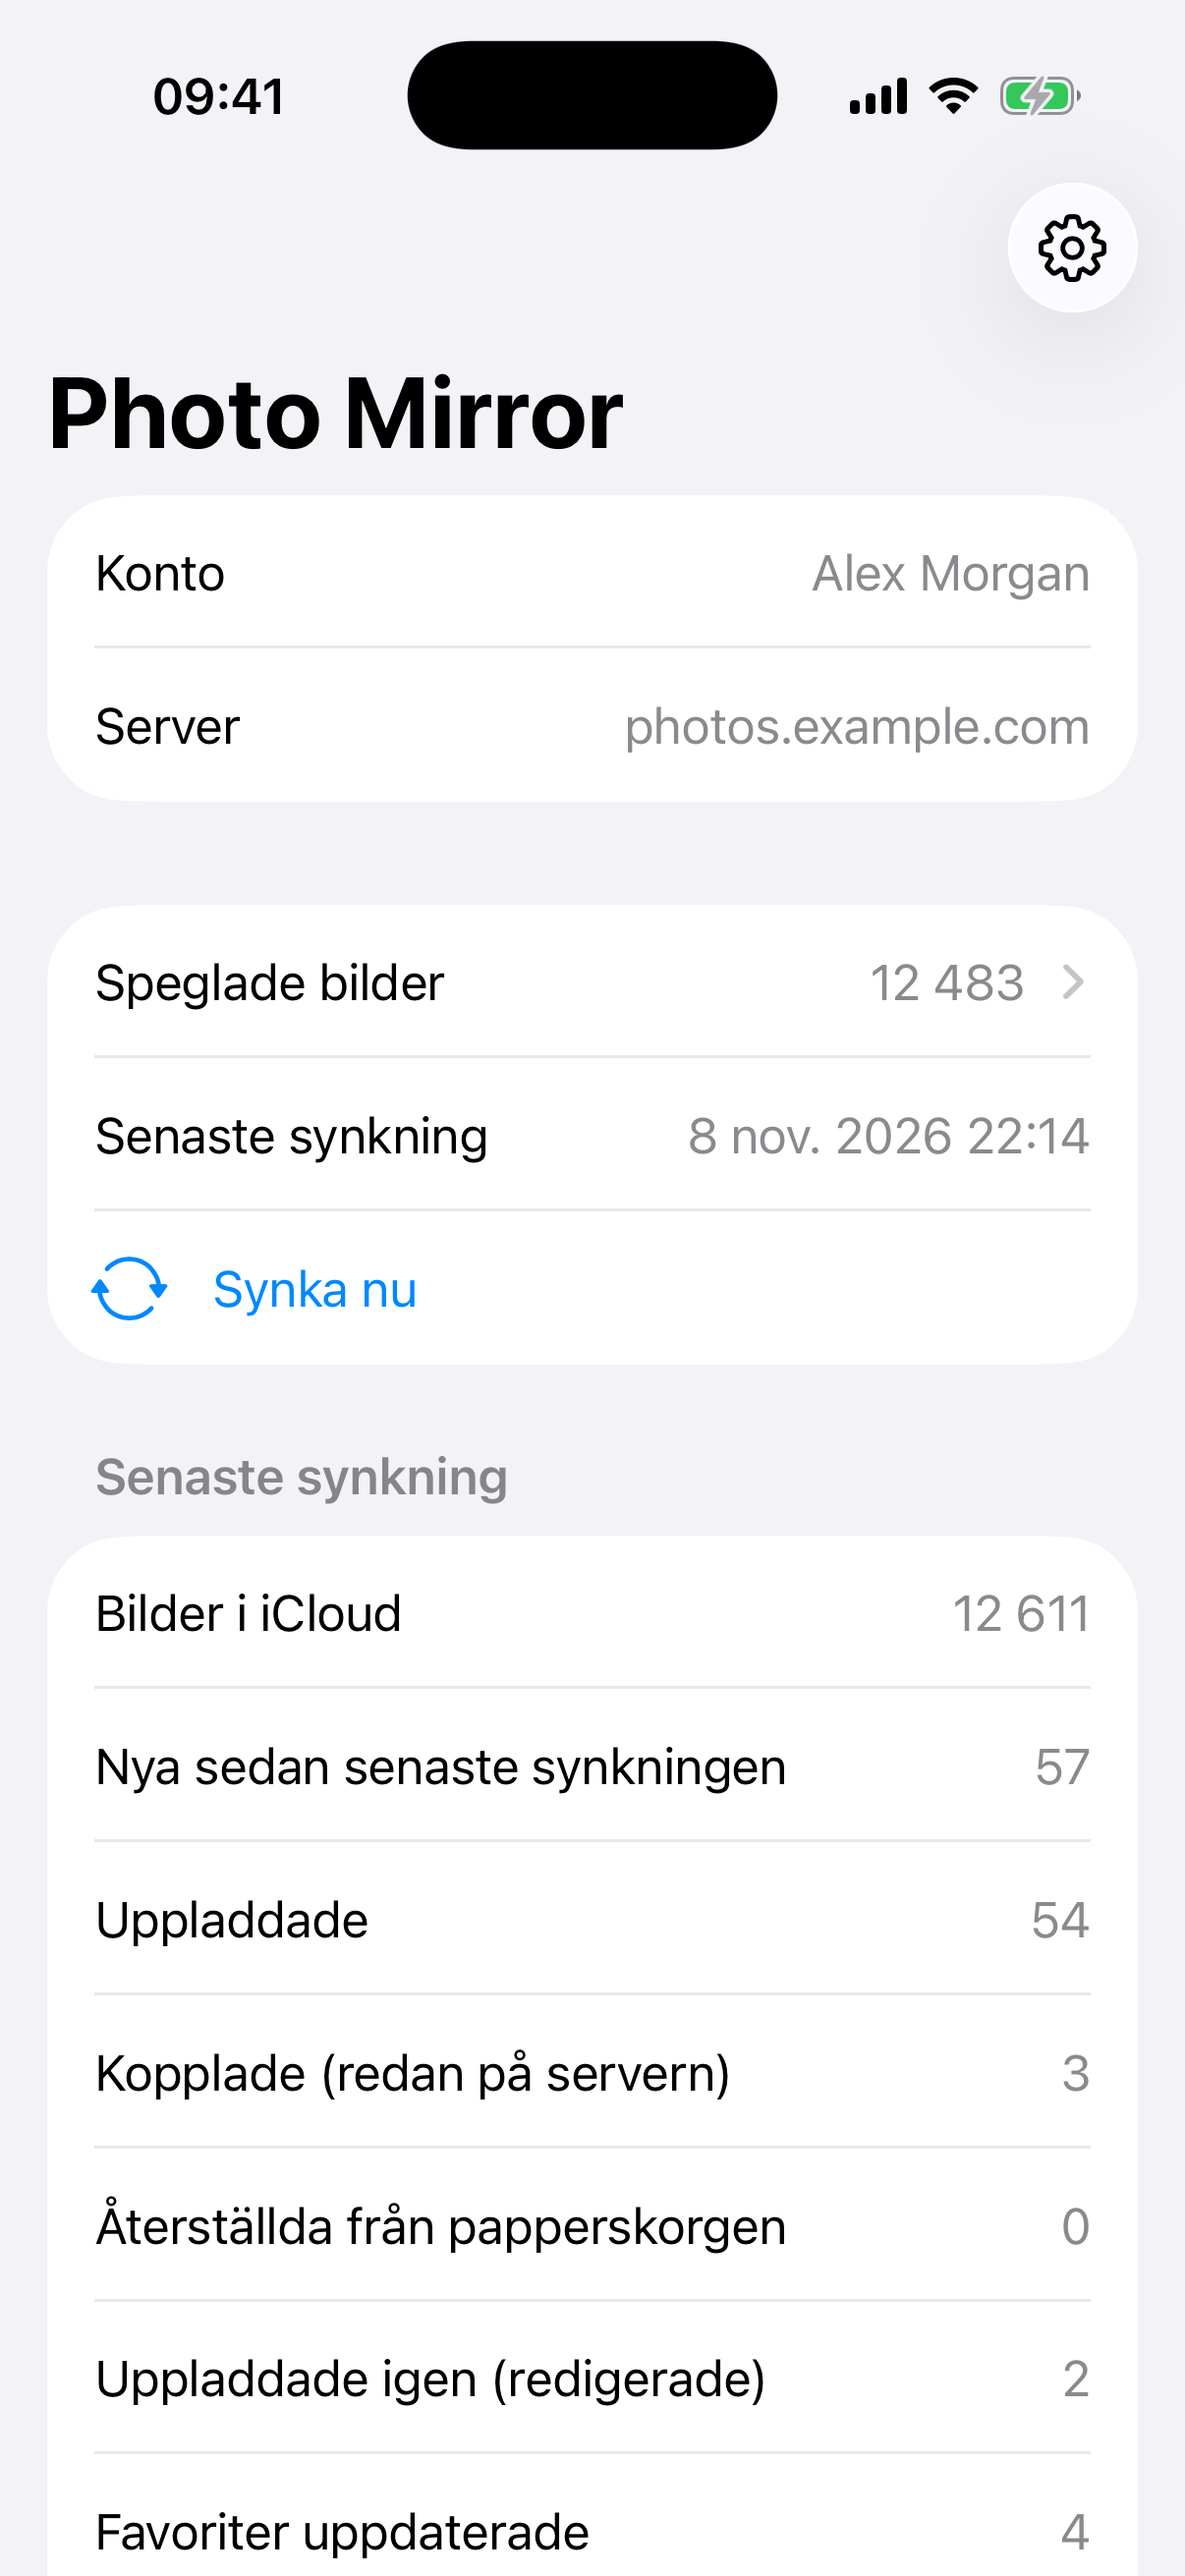 09:41
Photo Mirror
Konto Alex Morgan
Server photos.example.com
Speglade bilder 12 483
Senaste synkning 8 nov. 2026 22:14
Synka nu
Senaste synkning
Bilder i iCloud 12 611
Nya sedan senaste synkningen 57
Uppladdade 54
Kopplade (redan på servern) 3
Återställda från papperskorgen 0
Uppladdade igen (redigerade) 2
Favoriter uppdaterade 4